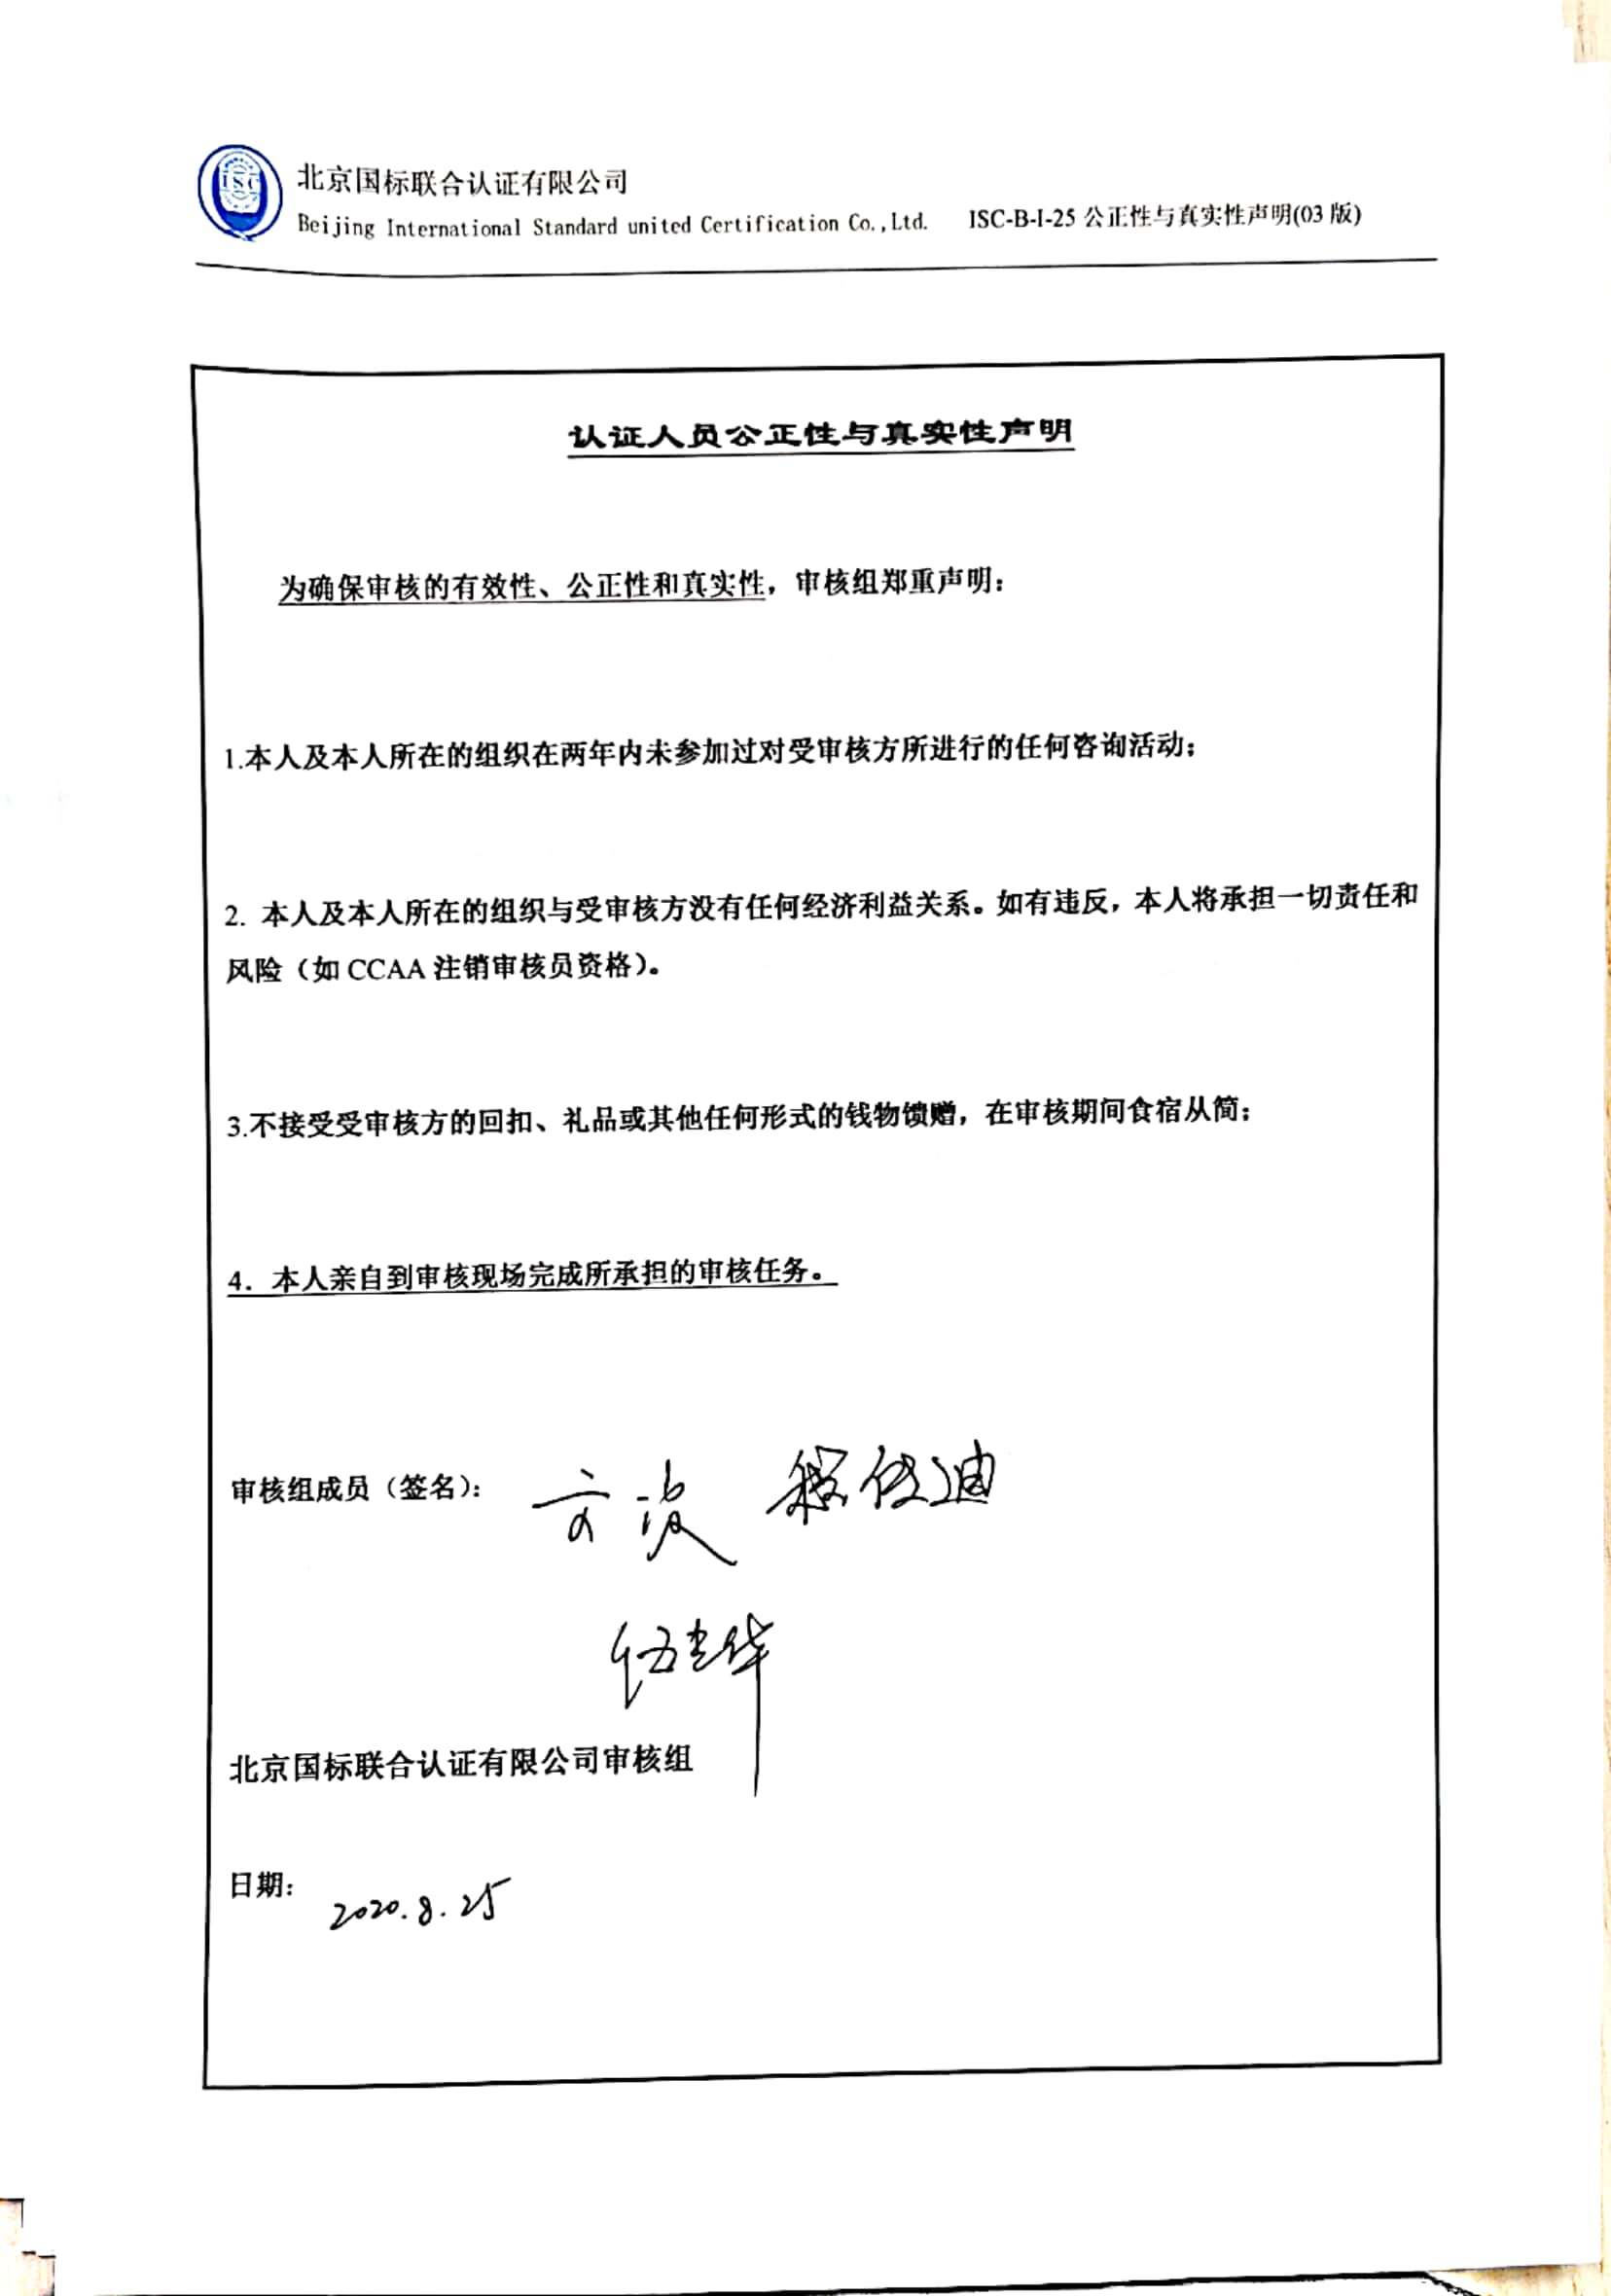 ISC
北京国标联合认证有限公司
Beijing International Standard united Certification Co.,Ltd. ISC-B-I-25 公正性与真实性声明(03 版)
认证人员公正性与真实性声明
为确保审核的有效性、公正性和真实性，审核组郑重声明：
1.本人及本人所在的组织在两年内未参加过对受审核方所进行的任何咨询活动；
2. 本人及本人所在的组织与受审核方没有任何经济利益关系。如有违反，本人将承担一切责任和
风险（如 CCAA 注销审核员资格）。
3.不接受受审核方的回扣、礼品或其他任何形式的钱物馈赠，在审核期间食宿从简；
4. 本人亲自到审核现场完成所承担的审核任务。
审核组成员（签名）：
北京国标联合认证有限公司审核组
日期： 2020.8.25